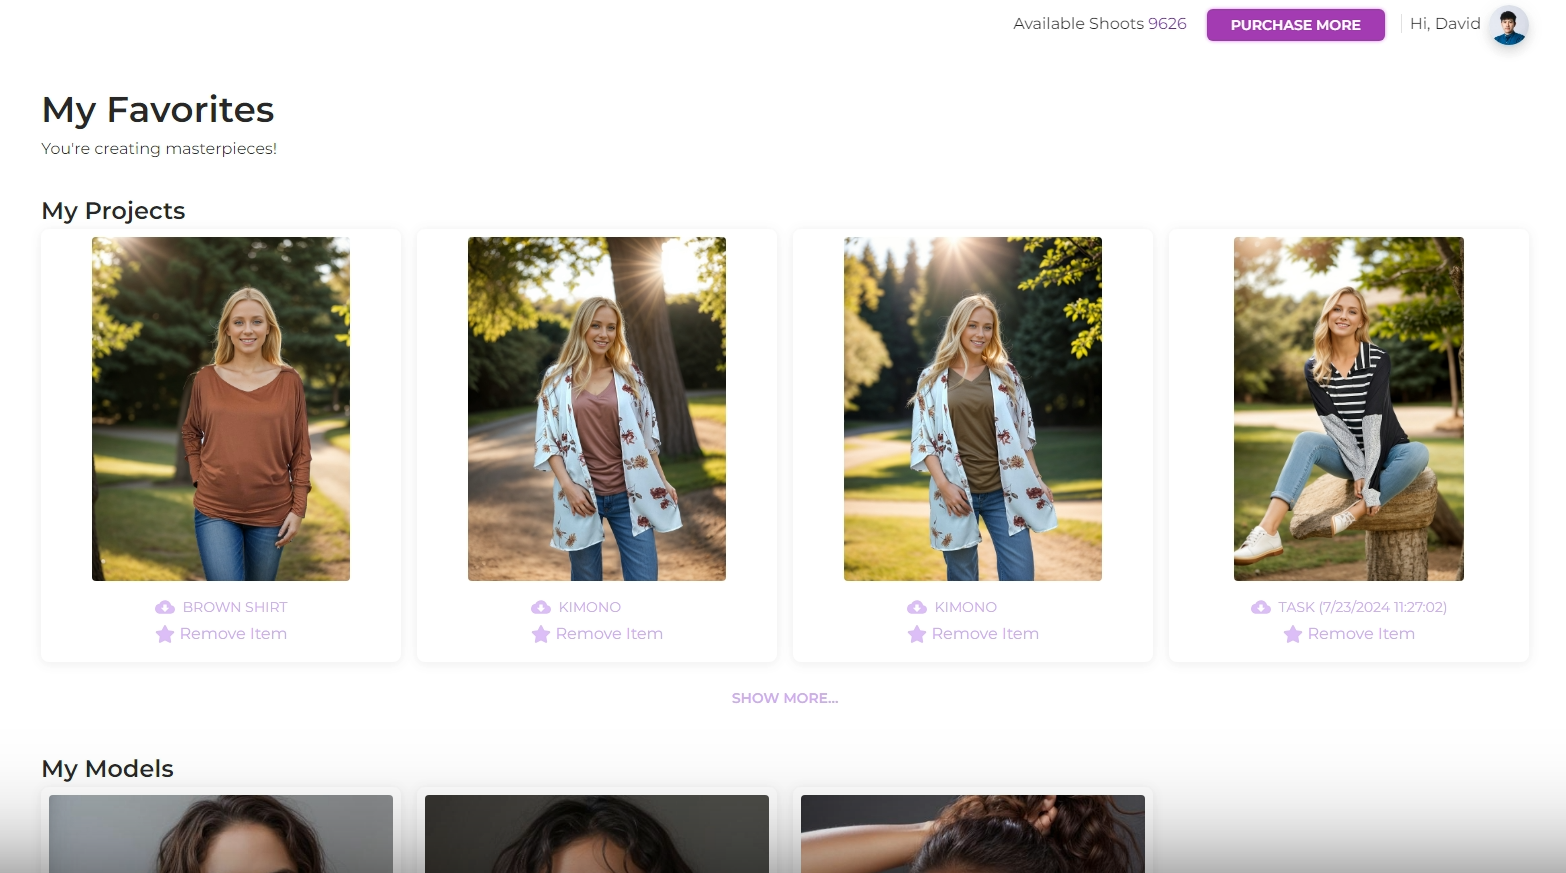 Available Shoots 9626
PURCHASE MORE
Hi, David
My Favorites
You're creating masterpieces!
My Projects
BROWN SHIRT
Remove Item
KIMONO
Remove Item
KIMONO
Remove Item
TASK (7/23/2024 11:27:02)
Remove Item
SHOW MORE...
My Models